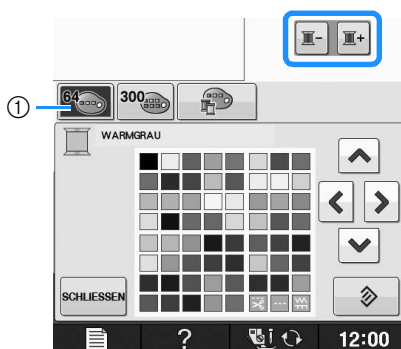 ①
64
300
WARMGRAU
SCHLIESSEN
?
12:00